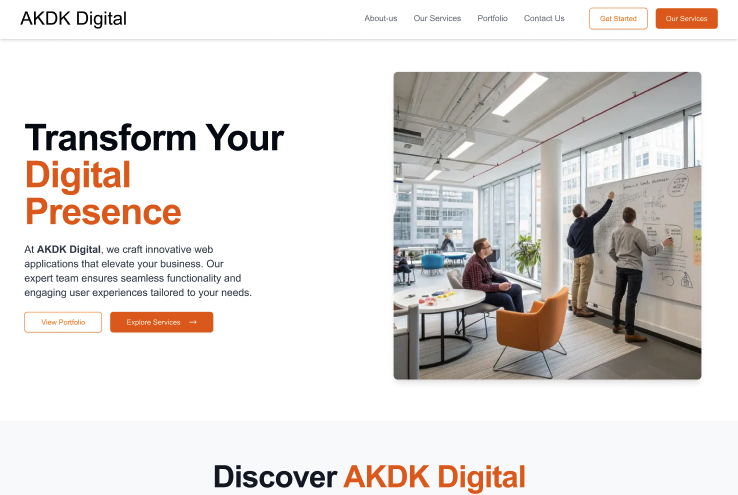 AKDK Digital
About-us
Our Services
Portfolio
Contact Us
Get Started
Our Services
Transform Your
Digital
Presence
At AKDK Digital, we craft innovative web
applications that elevate your business. Our
expert team ensures seamless functionality and
engaging user experiences tailored to your needs.
View Portfolio
Explore Services →
Discover AKDK Digital